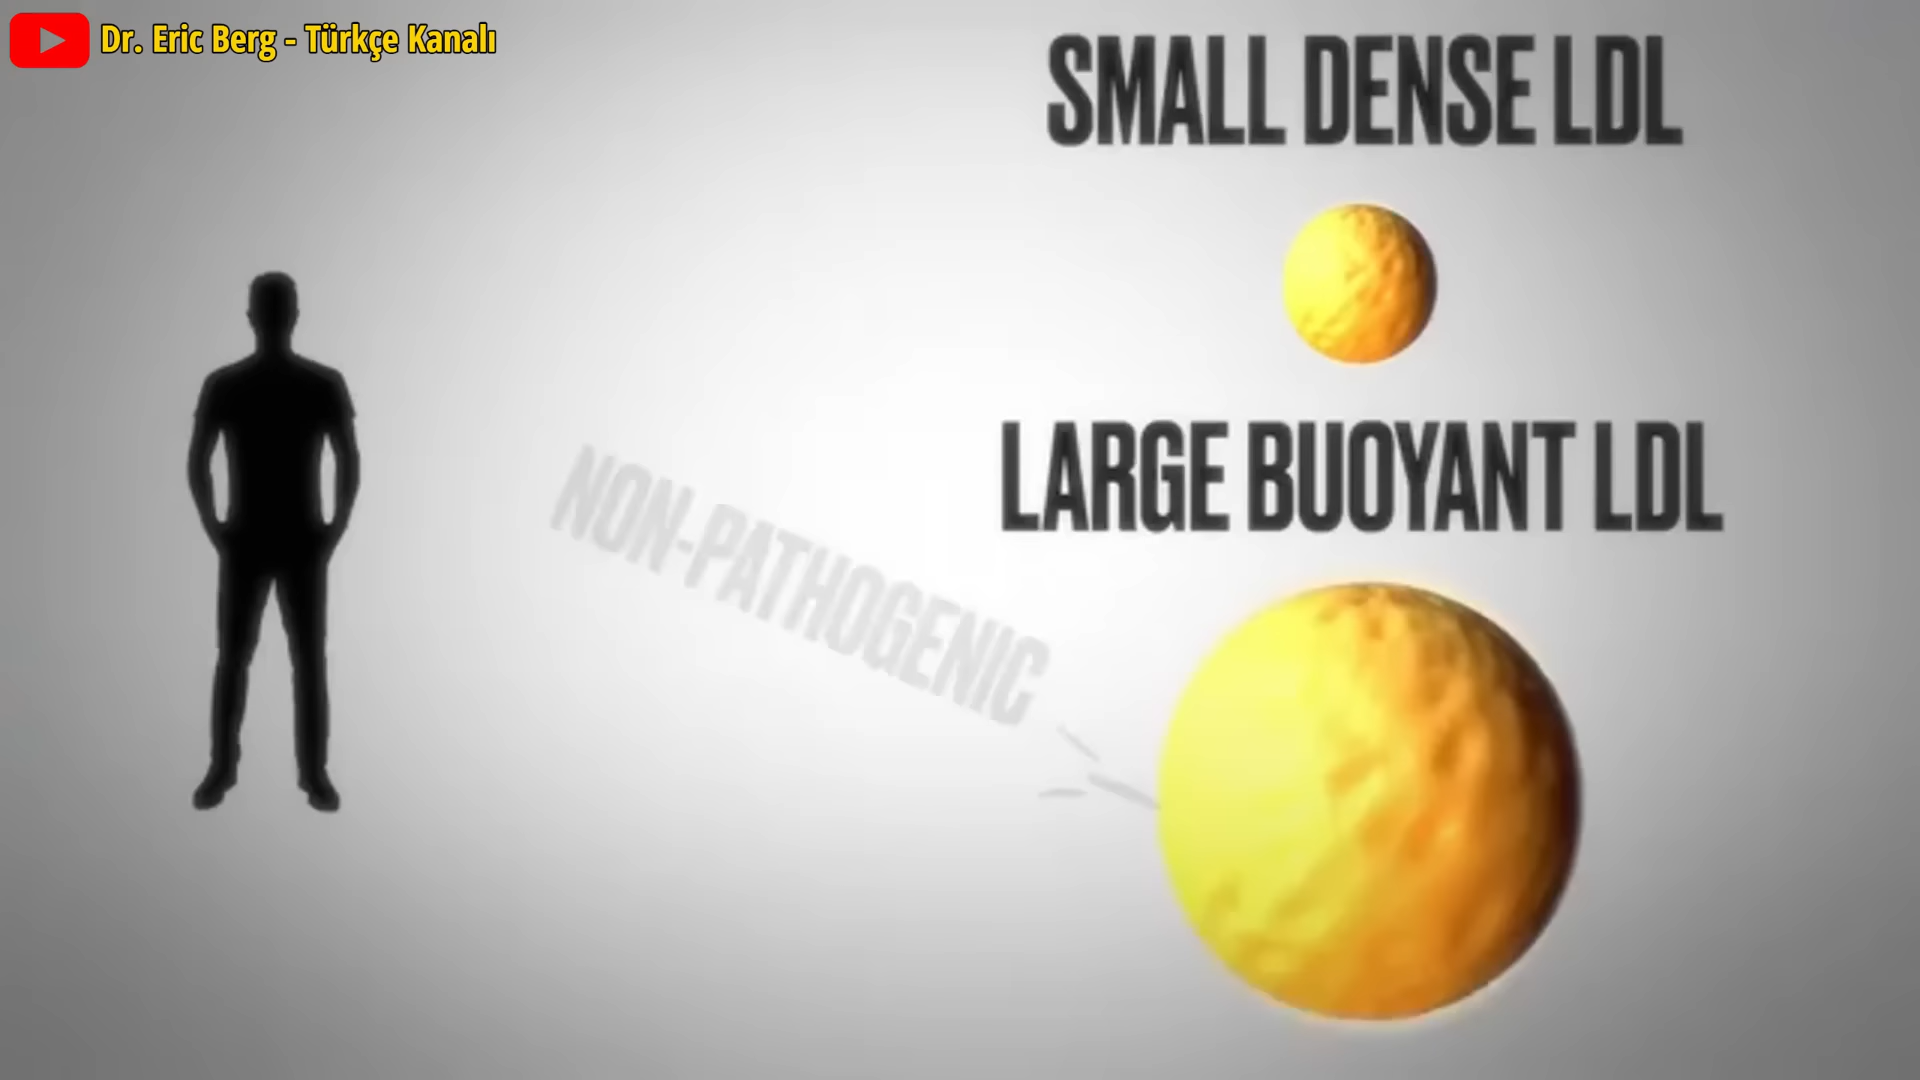 Dr. Eric Berg - Türkçe Kanalı
SMALL DENSE LDL
LARGE BUOYANT LDL
NON-PATHOGENIC